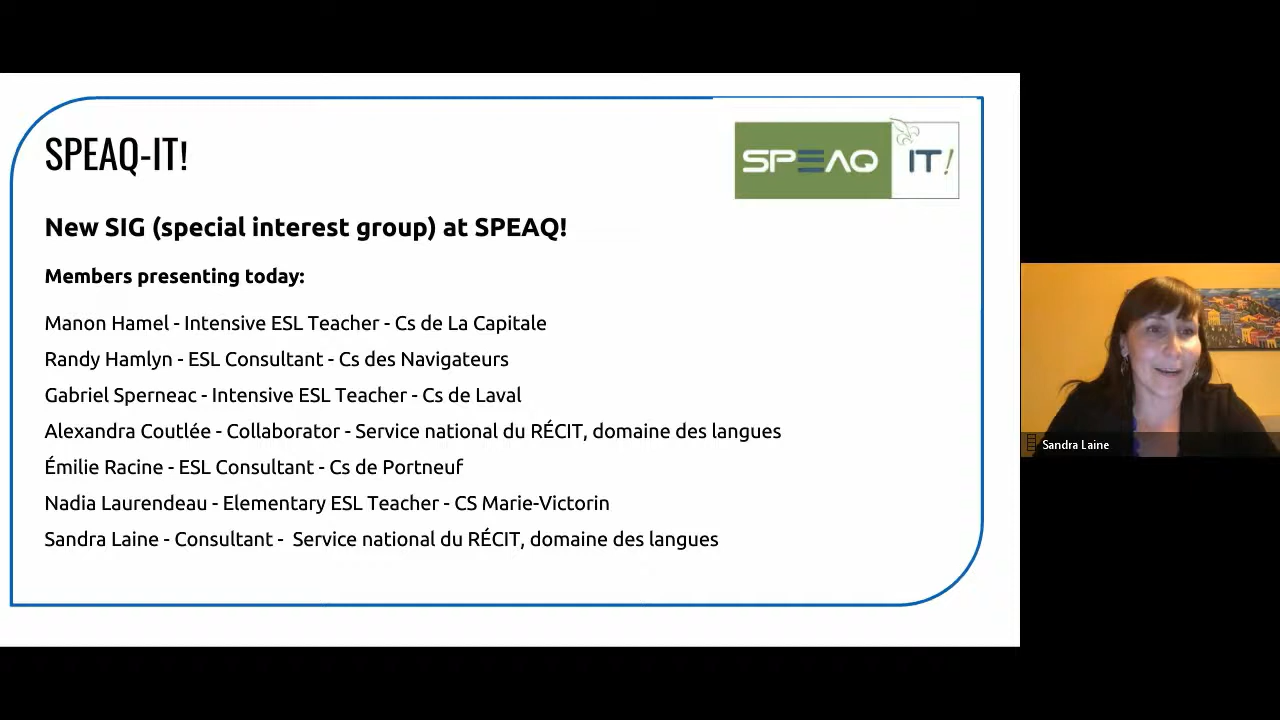 SPEAQ-IT!
SPEAQ IT!
New SIG (special interest group) at SPEAQ!
Members presenting today:
Manon Hamel - Intensive ESL Teacher - Cs de La Capitale
Randy Hamlyn - ESL Consultant - Cs des Navigateurs
Gabriel Sperneac - Intensive ESL Teacher - Cs de Laval
Alexandra Coutlée - Collaborator - Service national du RÉCIT, domaine des langues
Émilie Racine - ESL Consultant - Cs de Portneuf
Nadia Laurendeau - Elementary ESL Teacher - CS Marie-Victorin
Sandra Laine - Consultant -  Service national du RÉCIT, domaine des langues
Sandra Laine